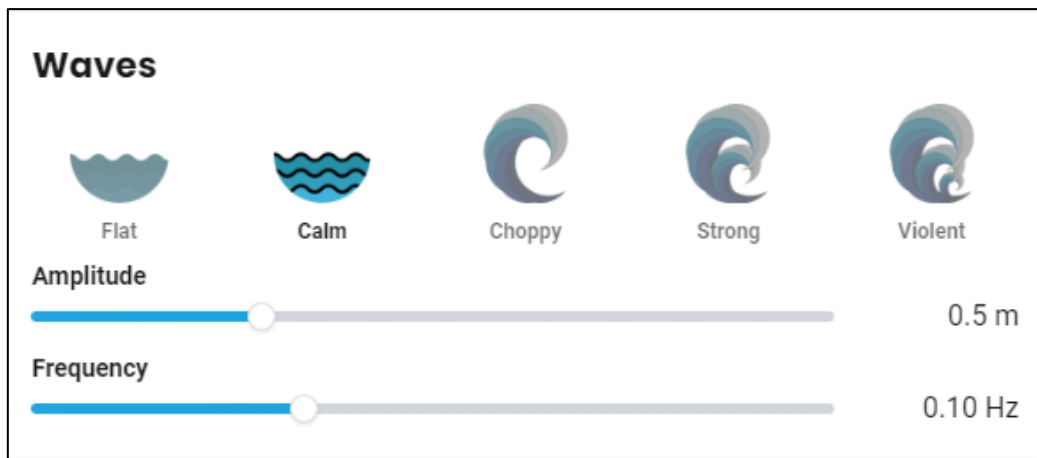 Waves
Flat Calm Choppy Strong Violent
Amplitude
0.5 m
Frequency
0.10 Hz